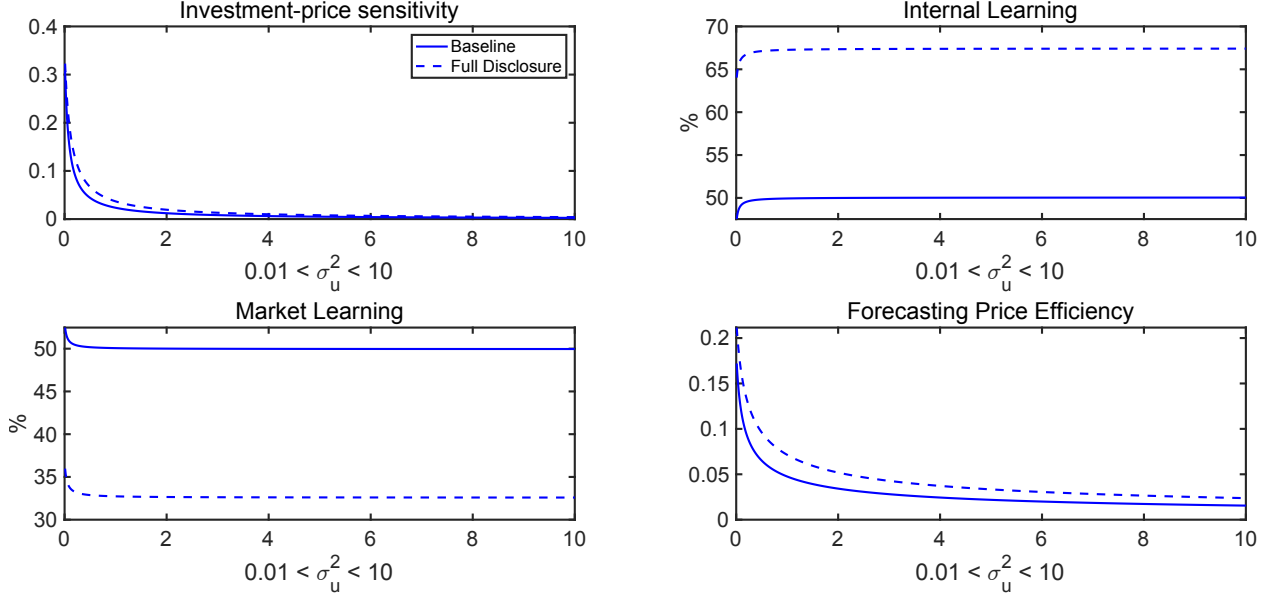 Investment-price sensitivity
0.4
0.3
0.2
0.1
0
0 2 4 6 8 10
0.01 < σ_u^2 < 10
Baseline
Full Disclosure
Internal Learning
%
70
65
60
55
50
0 2 4 6 8 10
0.01 < σ_u^2 < 10
Market Learning
%
50
45
40
35
30
0 2 4 6 8 10
0.01 < σ_u^2 < 10
Forecasting Price Efficiency
0.2
0.15
0.1
0.05
0
0 2 4 6 8 10
0.01 < σ_u^2 < 10